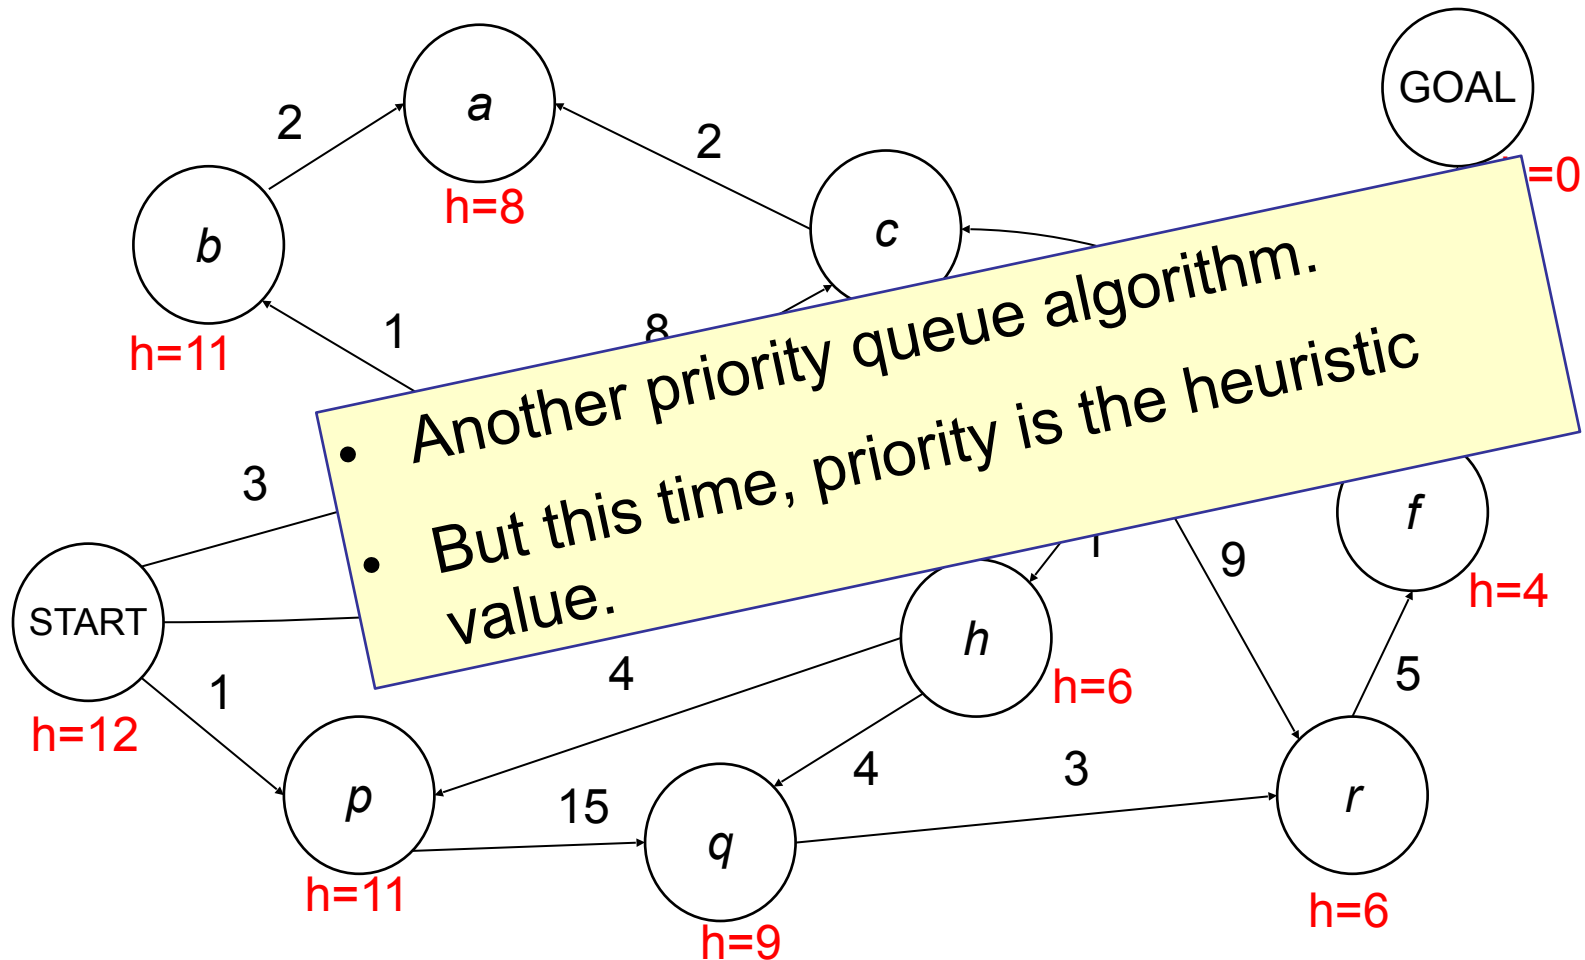 GOAL
a
2
2
h=8
=0
c
b
1
8
h=11
• Another priority queue algorithm.
• But this time, priority is the heuristic
value.
3
START
h=12
1
4
9
f
h=4
h
h=6
5
p
h=11
15
4
3
q
h=9
r
h=6